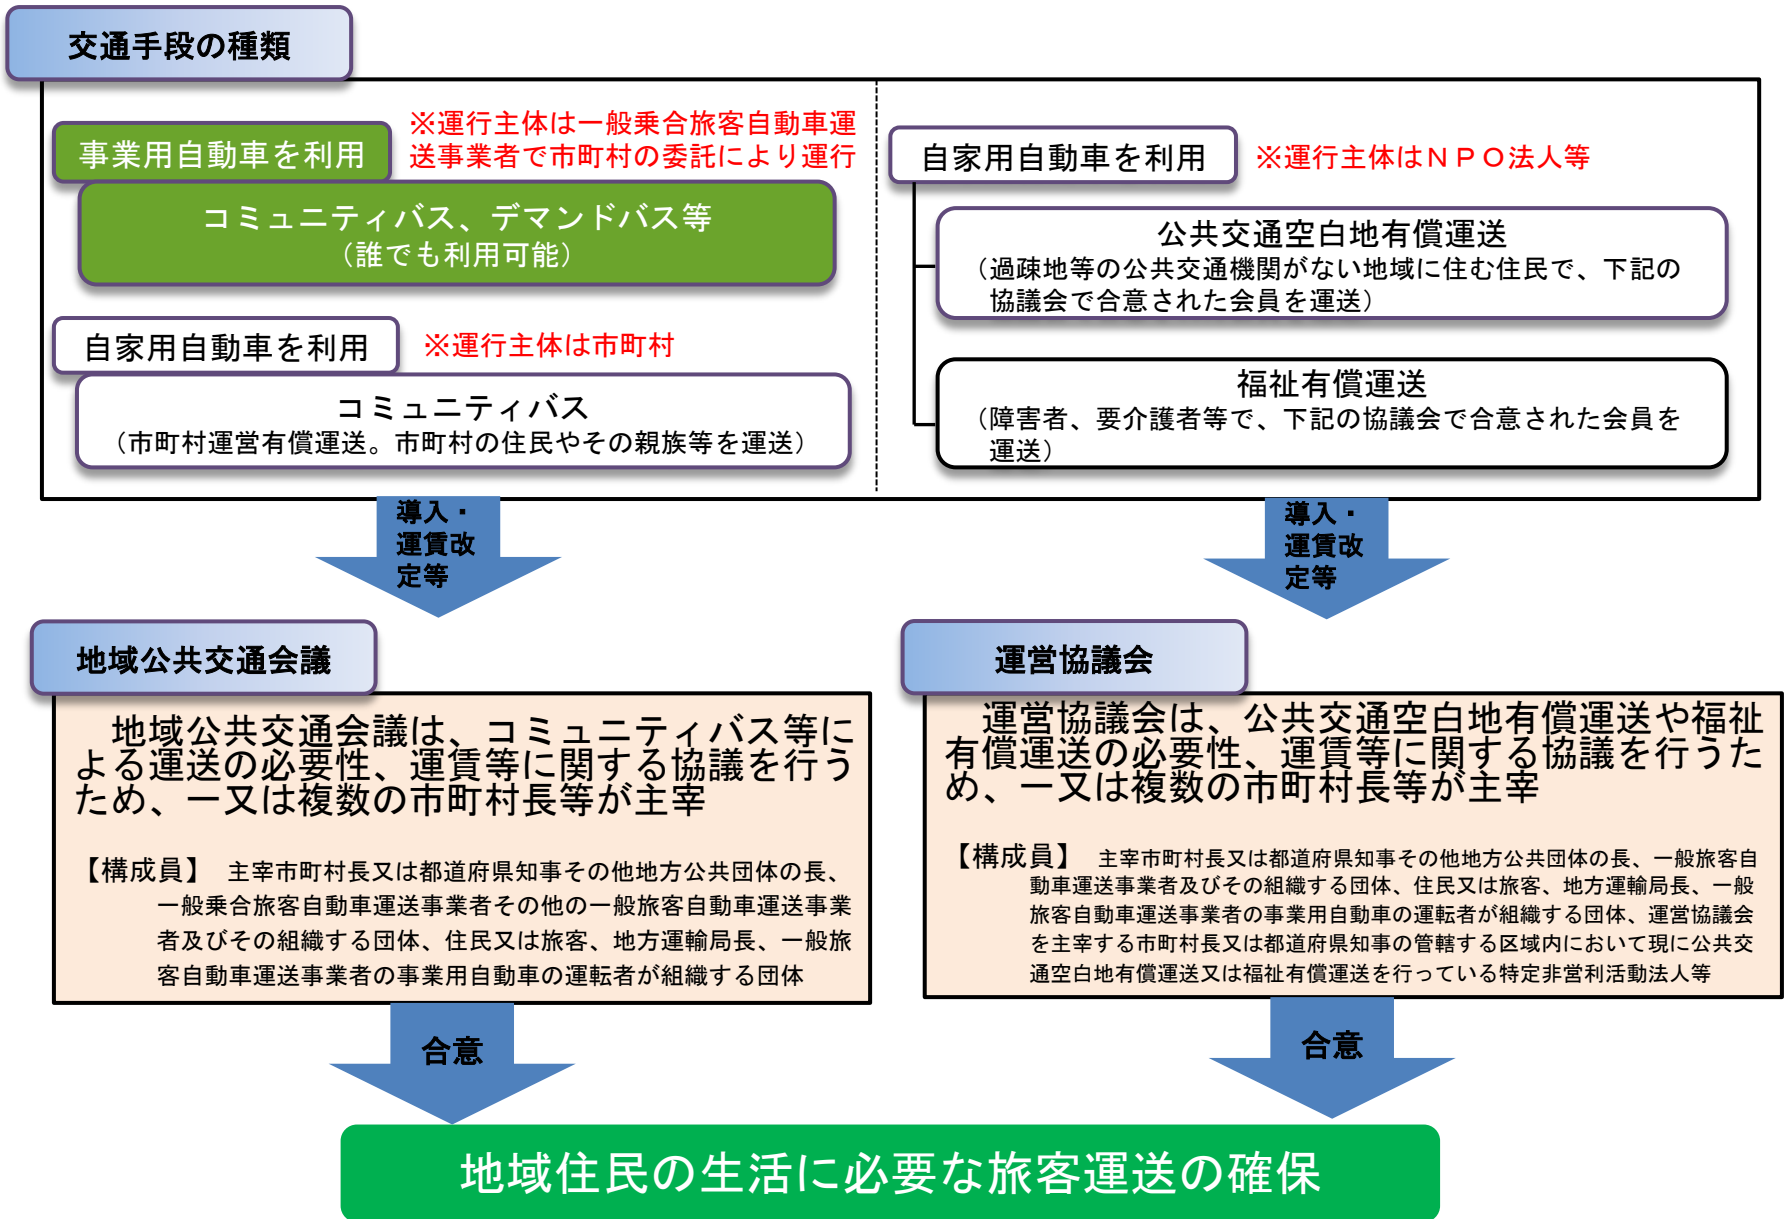 交通手段の種類
事業用自動車を利用
※運行主体は一般乗合旅客自動車運
送事業者で市町村の委託により運行
コミュニティバス、デマンドバス等
（誰でも利用可能）
自家用自動車を利用
※運行主体は市町村
コミュニティバス
（市町村運営有償運送。市町村の住民やその親族等を運送）
自家用自動車を利用
※運行主体はＮＰＯ法人等
公共交通空白地有償運送
（過疎地等の公共交通機関がない地域に住む住民で、下記の
協議会で合意された会員を運送）
福祉有償運送
（障害者、要介護者等で、下記の協議会で合意された会員を
運送）
導入・
運賃改
定等
導入・
運賃改
定等
地域公共交通会議
地域公共交通会議は、コミュニティバス等に
よる運送の必要性、運賃等に関する協議を行う
ため、一又は複数の市町村長等が主宰
【構成員】　主宰市町村長又は都道府県知事その他地方公共団体の長、
一般乗合旅客自動車運送事業者その他の一般旅客自動車運送事業
者及びその組織する団体、住民又は旅客、地方運輸局長、一般旅
客自動車運送事業者の事業用自動車の運転者が組織する団体
運営協議会
運営協議会は、公共交通空白地有償運送や福祉
有償運送の必要性、運賃等に関する協議を行うた
め、一又は複数の市町村長等が主宰
【構成員】　主宰市町村長又は都道府県知事その他地方公共団体の長、一般旅客自
動車運送事業者及びその組織する団体、住民又は旅客、地方運輸局長、一般
旅客自動車運送事業者の事業用自動車の運転者が組織する団体、運営協議会
を主宰する市町村長又は都道府県知事の管轄する区域内において現に公共交
通空白地有償運送又は福祉有償運送を行っている特定非営利活動法人等
合意
合意
地域住民の生活に必要な旅客運送の確保